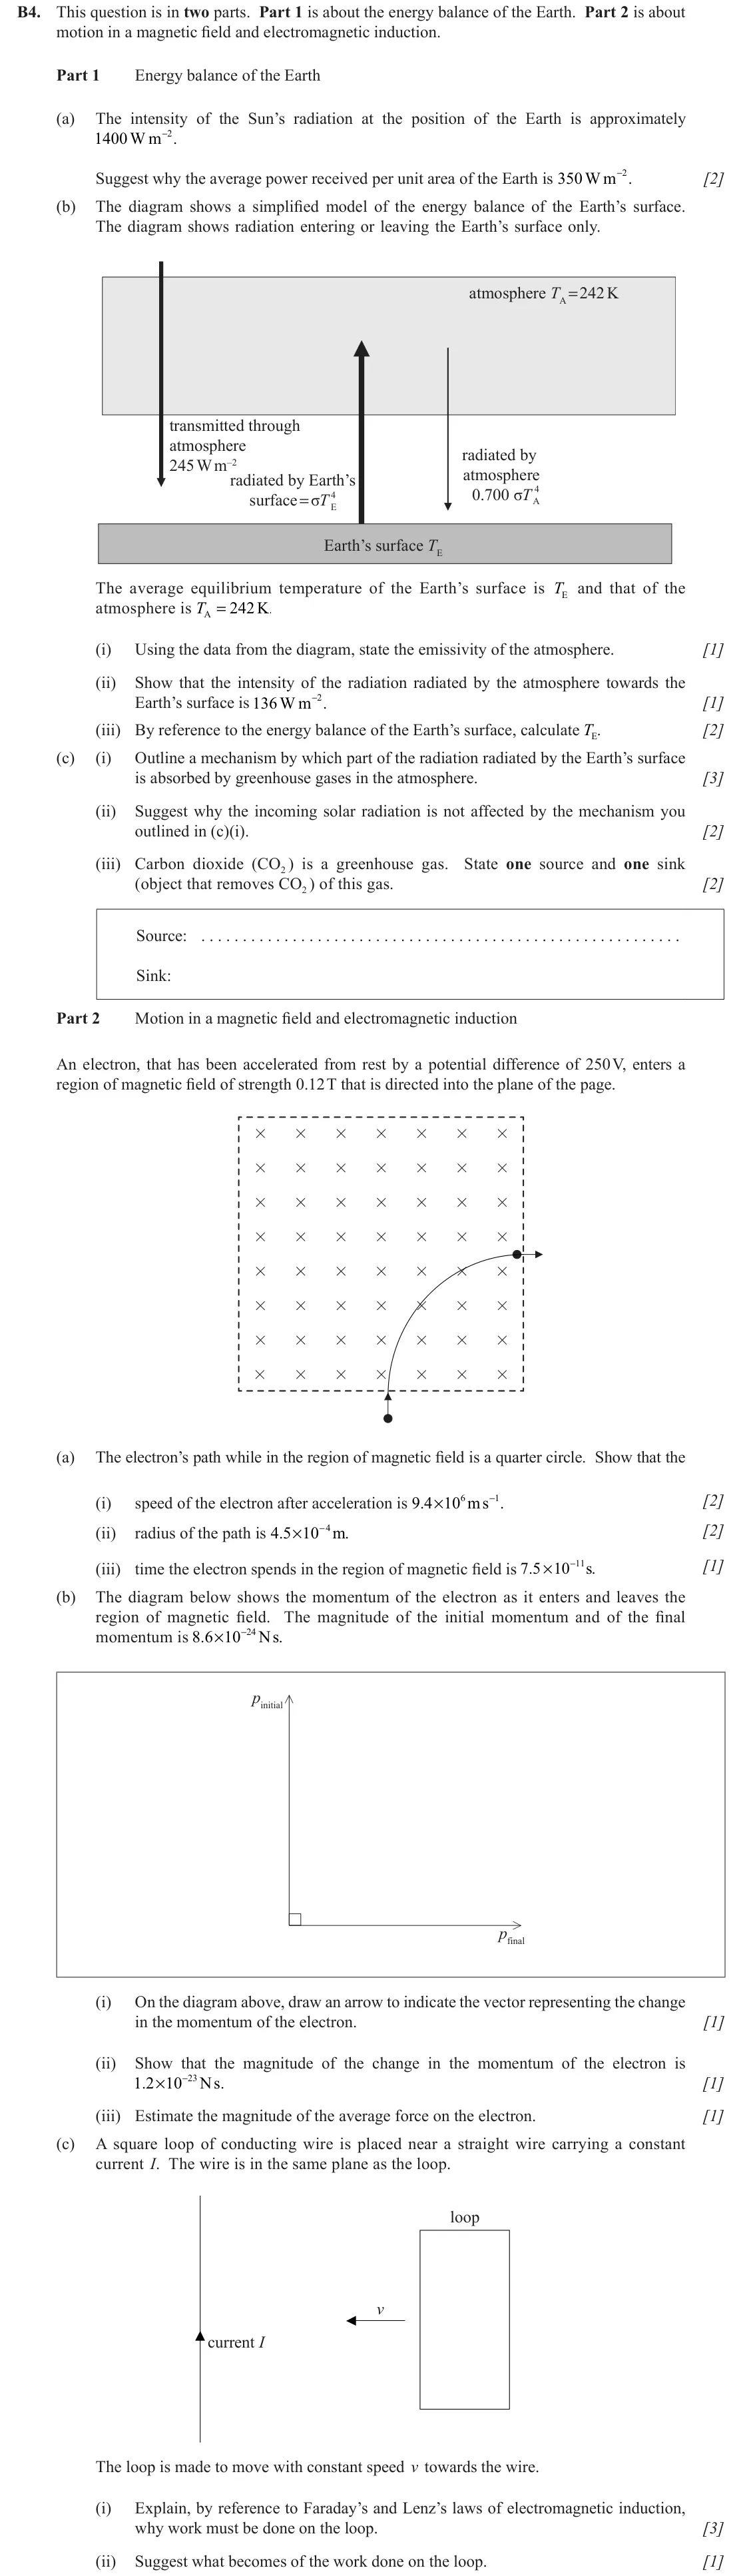 B4. This question is in two parts. Part 1 is about the energy balance of the Earth. Part 2 is about
motion in a magnetic field and electromagnetic induction.
Part 1 Energy balance of the Earth
(a) The intensity of the Sun's radiation at the position of the Earth is approximately
1400 W m⁻².
Suggest why the average power received per unit area of the Earth is 350 W m⁻². [2]
(b) The diagram shows a simplified model of the energy balance of the Earth's surface.
The diagram shows radiation entering or leaving the Earth's surface only.
atmosphere T_A = 242 K
transmitted through
atmosphere
245 W m⁻²
radiated by Earth's
surface = σT_E⁴
radiated by
atmosphere
0.700 σT_A⁴
Earth's surface T_E
The average equilibrium temperature of the Earth's surface is T_E and that of the
atmosphere is T_A = 242 K.
(i) Using the data from the diagram, state the emissivity of the atmosphere. [1]
(ii) Show that the intensity of the radiation radiated by the atmosphere towards the
Earth's surface is 136 W m⁻². [1]
(iii) By reference to the energy balance of the Earth's surface, calculate T_E. [2]
(c) (i) Outline a mechanism by which part of the radiation radiated by the Earth's surface
is absorbed by greenhouse gases in the atmosphere. [3]
(ii) Suggest why the incoming solar radiation is not affected by the mechanism you
outlined in (c)(i). [2]
(iii) Carbon dioxide (CO₂) is a greenhouse gas. State one source and one sink
(object that removes CO₂) of this gas. [2]
Source: . . . . . . . . . . . . . . . . . . . . . . . . . . . . . . . . . . . . . . . . . . . . . . . . . . . . . . . . .
Sink:
Part 2 Motion in a magnetic field and electromagnetic induction
An electron, that has been accelerated from rest by a potential difference of 250 V, enters a
region of magnetic field of strength 0.12 T that is directed into the plane of the page.
(a) The electron's path while in the region of magnetic field is a quarter circle. Show that the
(i) speed of the electron after acceleration is 9.4×10⁶ m s⁻¹. [2]
(ii) radius of the path is 4.5×10⁻⁴ m. [2]
(iii) time the electron spends in the region of magnetic field is 7.5×10⁻¹¹ s. [1]
(b) The diagram below shows the momentum of the electron as it enters and leaves the
region of magnetic field. The magnitude of the initial momentum and of the final
momentum is 8.6×10⁻²⁴ N s.
p_initial
p_final
(i) On the diagram above, draw an arrow to indicate the vector representing the change
in the momentum of the electron. [1]
(ii) Show that the magnitude of the change in the momentum of the electron is
1.2×10⁻²³ N s. [1]
(iii) Estimate the magnitude of the average force on the electron. [1]
(c) A square loop of conducting wire is placed near a straight wire carrying a constant
current I. The wire is in the same plane as the loop.
loop
v
current I
The loop is made to move with constant speed v towards the wire.
(i) Explain, by reference to Faraday's and Lenz's laws of electromagnetic induction,
why work must be done on the loop. [3]
(ii) Suggest what becomes of the work done on the loop. [1]